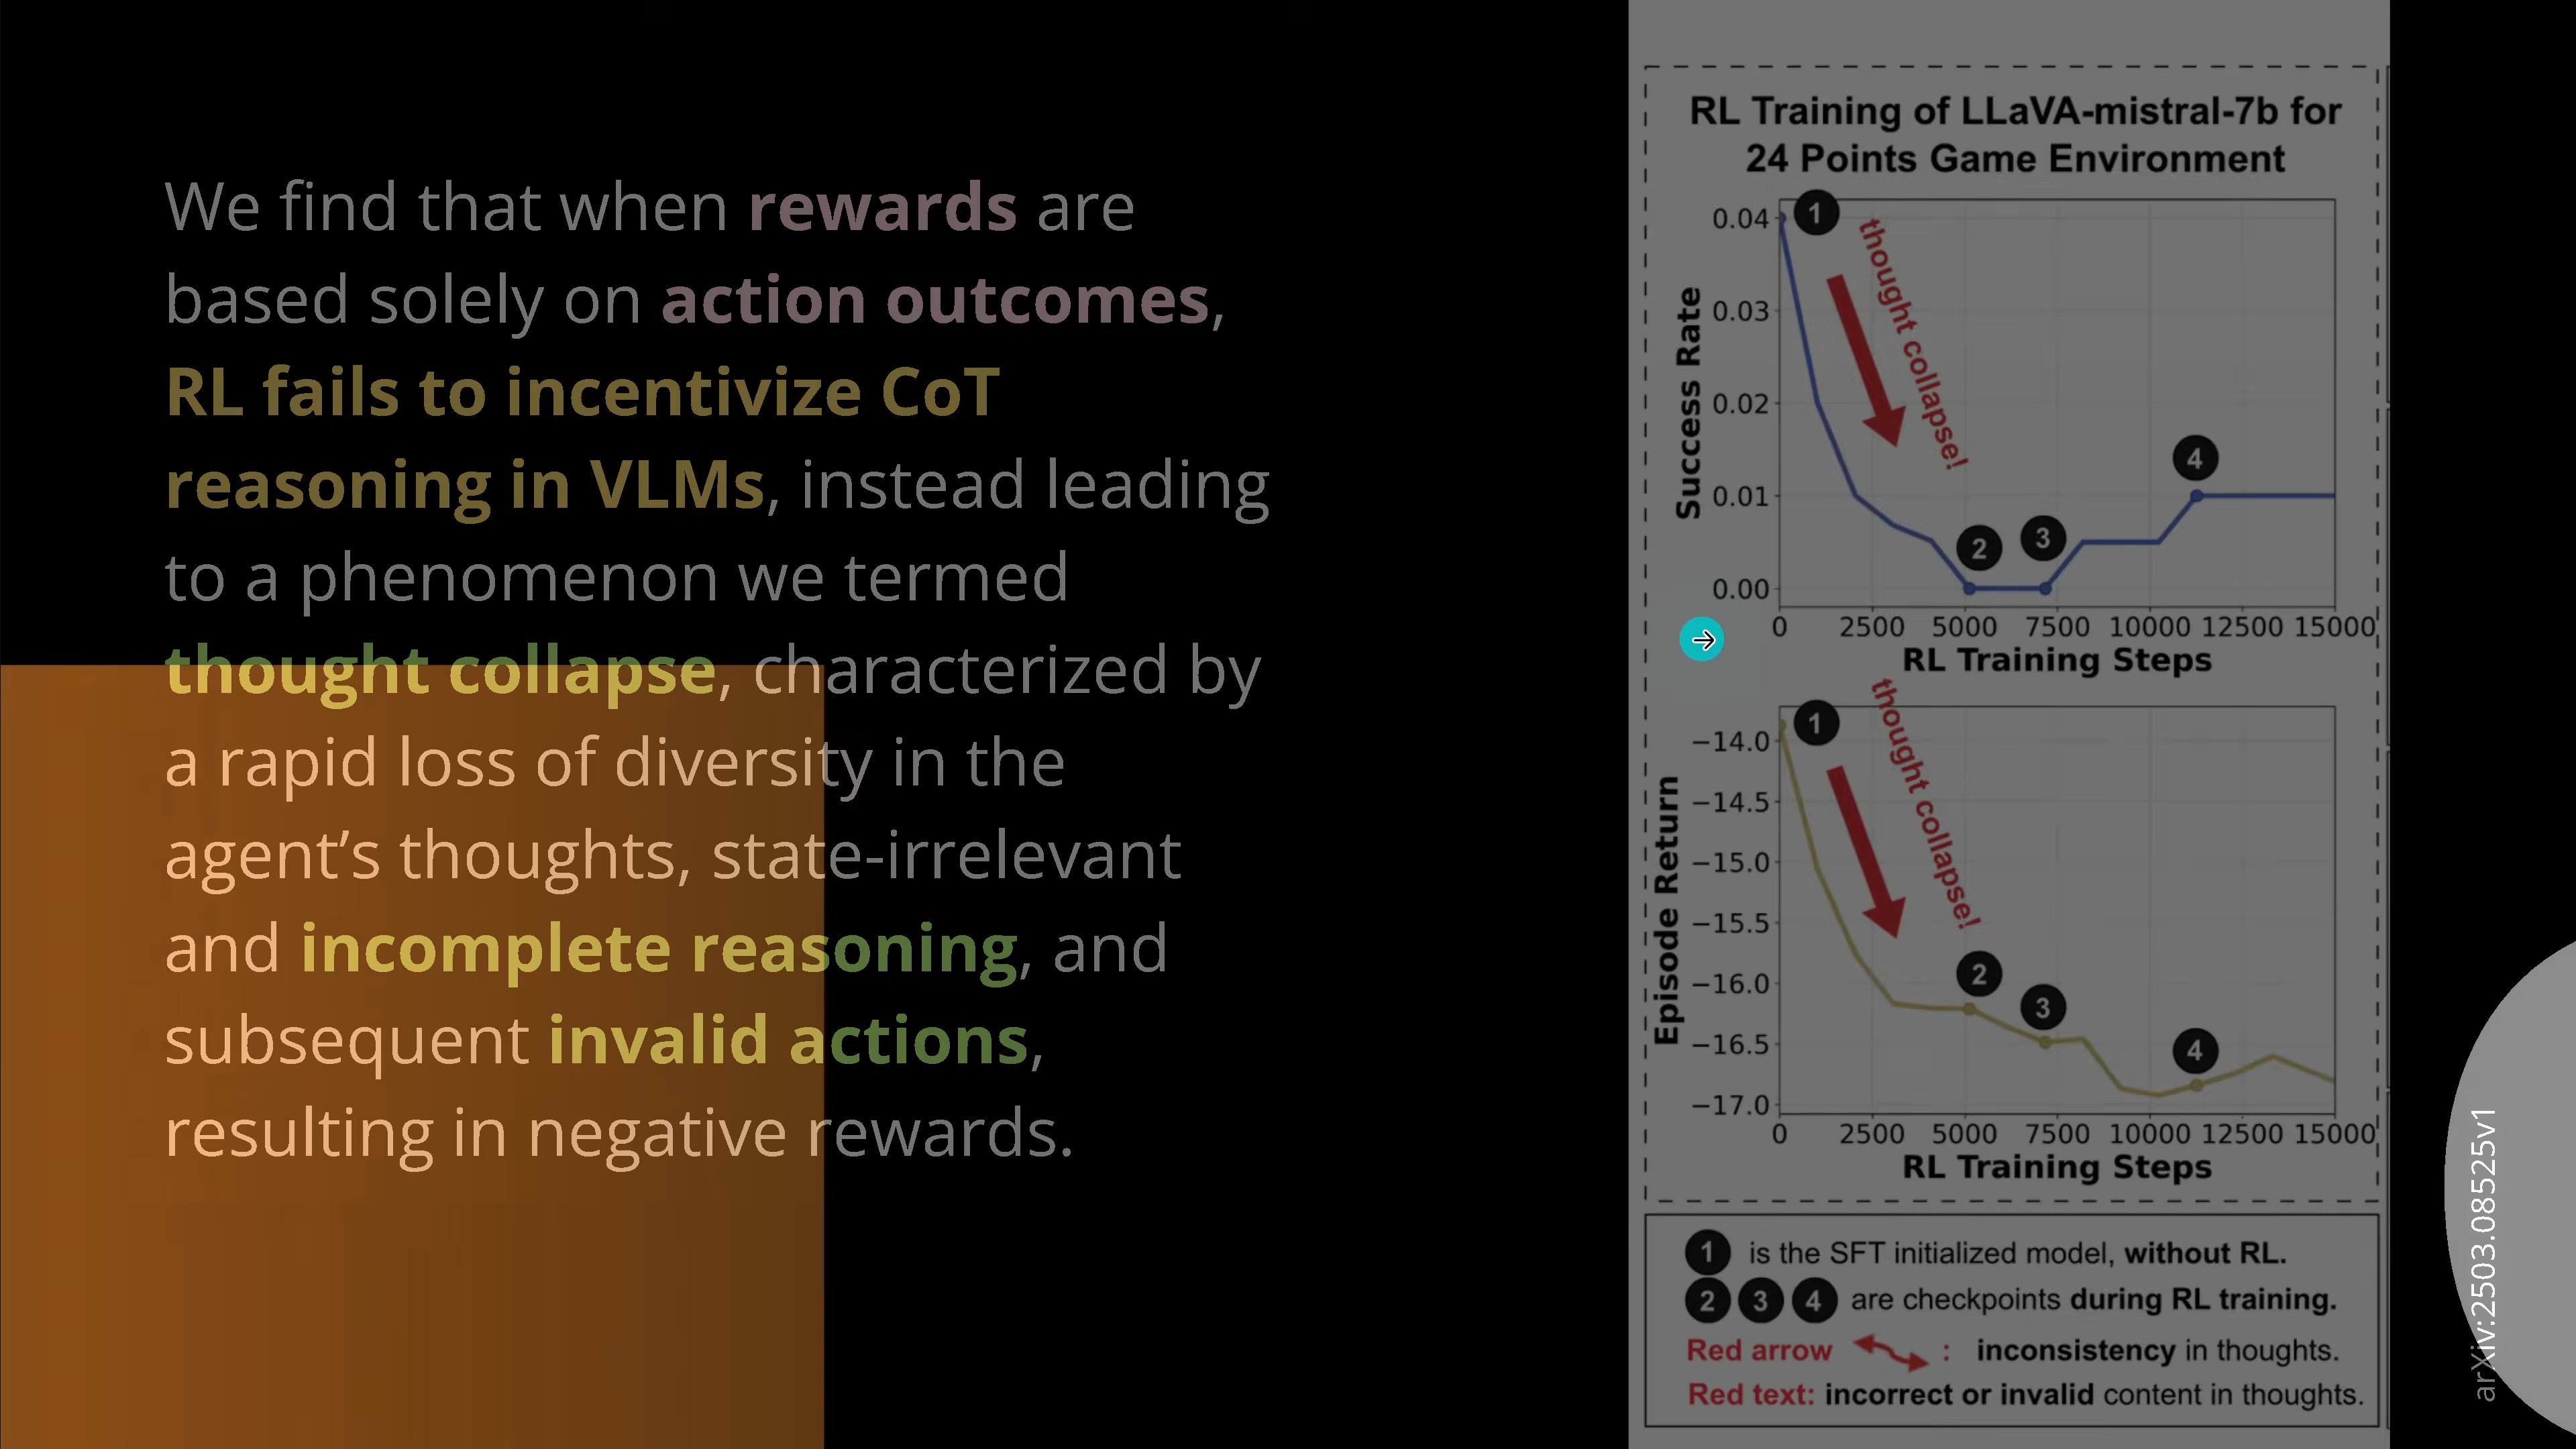 We find that when rewards are
based solely on action outcomes,
RL fails to incentivize CoT
reasoning in VLMs, instead leading
to a phenomenon we termed
thought collapse, characterized by
a rapid loss of diversity in the
agent’s thoughts, state-irrelevant
and incomplete reasoning, and
subsequent invalid actions,
resulting in negative rewards.
RL Training of LLaVA-mistral-7b for
24 Points Game Environment
Success Rate
0.04
0.03
0.02
0.01
0.00
1
thought collapse!
2
3
4
0 2500 5000 7500 10000 12500 15000
RL Training Steps
Episode Return
−14.0
−14.5
−15.0
−15.5
−16.0
−16.5
−17.0
1
thought collapse!
2
3
4
0 2500 5000 7500 10000 12500 15000
RL Training Steps
1 is the SFT initialized model, without RL.
2 3 4 are checkpoints during RL training.
Red arrow : inconsistency in thoughts.
Red text: incorrect or invalid content in thoughts.
arXiv:2503.08525v1